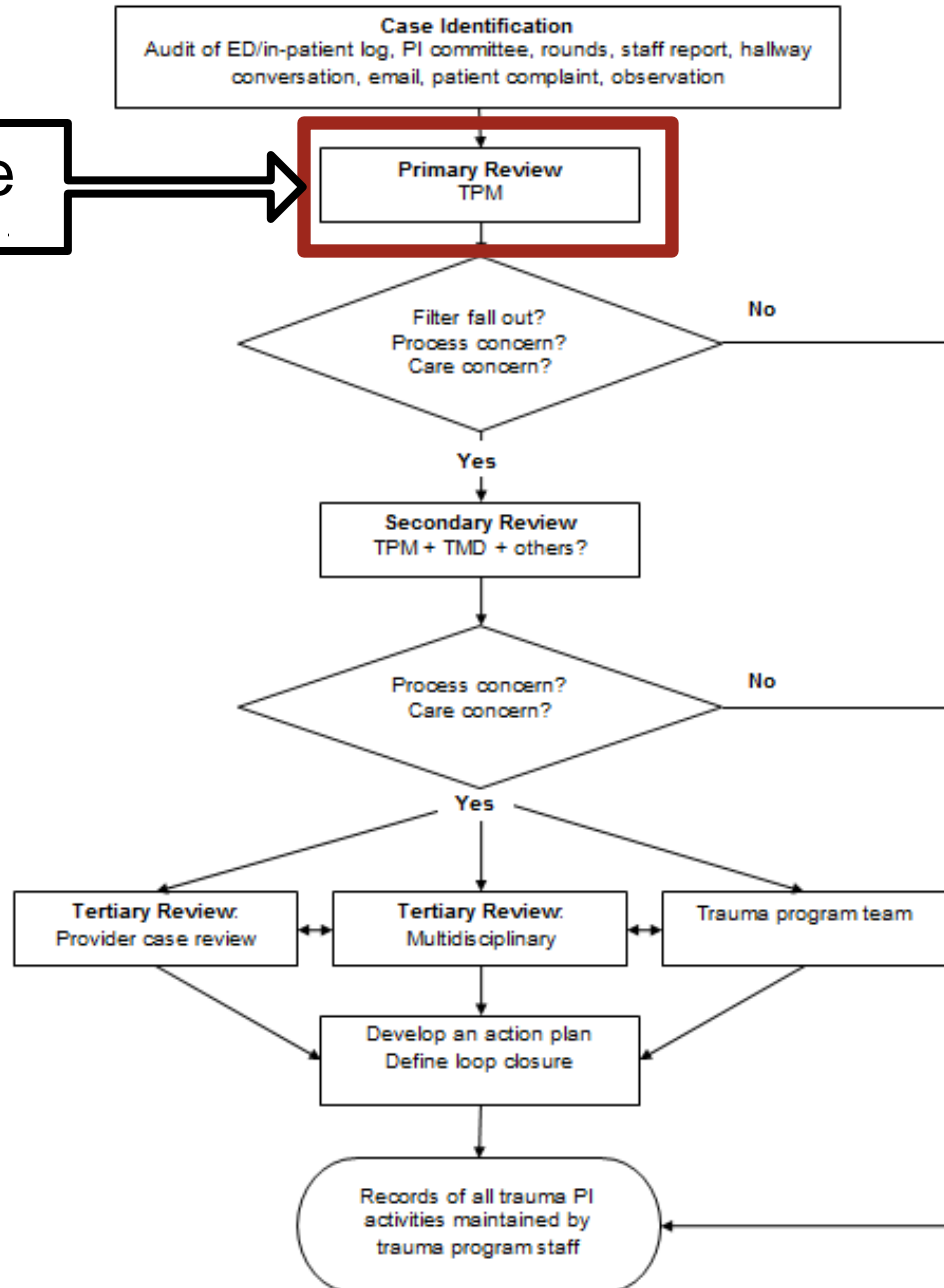 Case Identification
Audit of ED/in-patient log, PI committee, rounds, staff report, hallway
conversation, email, patient complaint, observation
Primary Review
TPM
Filter fall out?
Process concern?
Care concern?
No
Yes
Secondary Review
TPM + TMD + others?
Process concern?
Care concern?
No
Yes
Tertiary Review:
Provider case review
Tertiary Review:
Multidisciplinary
Trauma program team
Develop an action plan
Define loop closure
Records of all trauma PI
activities maintained by
trauma program staff